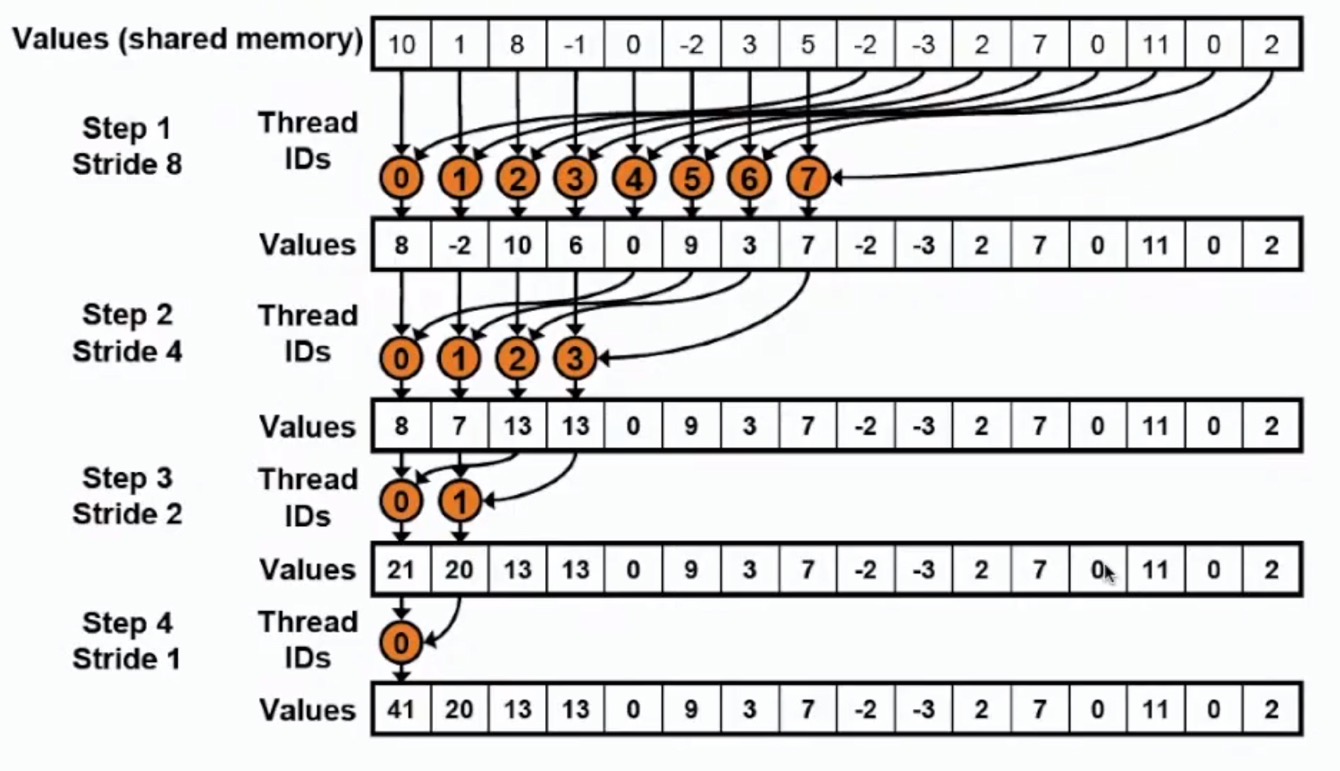 Values (shared memory) 10 1 8 -1 0 -2 3 5 -2 -3 2 7 0 11 0 2
Step 1
Stride 8
Thread
IDs
0 1 2 3 4 5 6 7
Values 8 -2 10 6 0 9 3 7 -2 -3 2 7 0 11 0 2
Step 2
Stride 4
Thread
IDs
0 1 2 3
Values 8 7 13 13 0 9 3 7 -2 -3 2 7 0 11 0 2
Step 3
Stride 2
Thread
IDs
0 1
Values 21 20 13 13 0 9 3 7 -2 -3 2 7 0 11 0 2
Step 4
Stride 1
Thread
IDs
0
Values 41 20 13 13 0 9 3 7 -2 -3 2 7 0 11 0 2